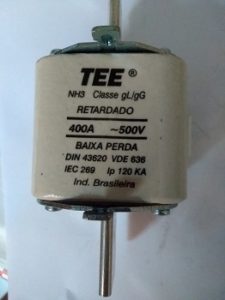 TEE®
NH3 Classe gL/gG
RETARDADO
400A ~500V
BAIXA PERDA
DIN 43620 VDE 636
IEC 269 Ip 120 KA
Ind. Brasileira